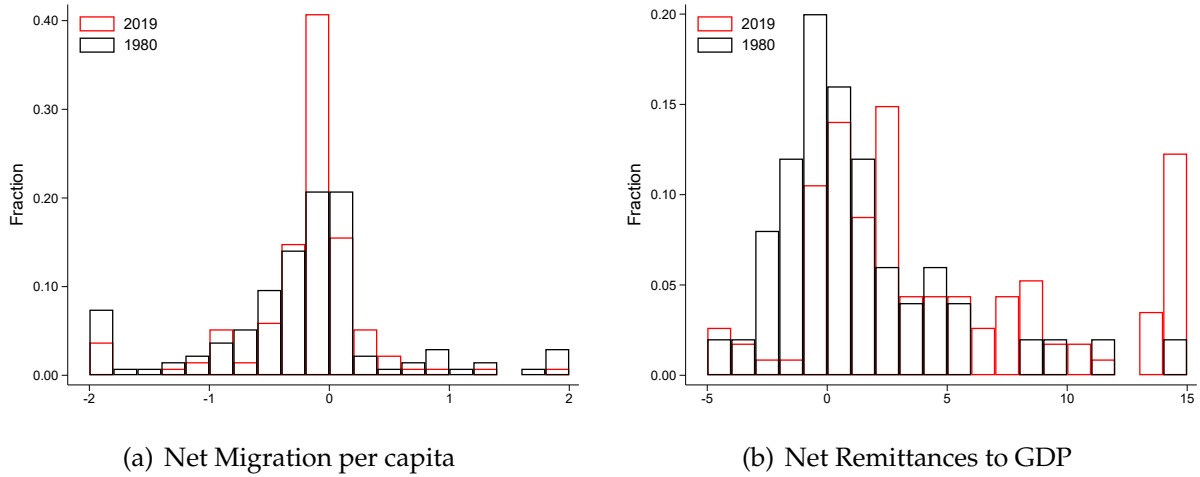 2019
1980
0.40
0.30
0.20
0.10
0.00
Fraction
-2 -1 0 1 2
(a) Net Migration per capita
2019
1980
0.20
0.15
0.10
0.05
0.00
Fraction
-5 0 5 10 15
(b) Net Remittances to GDP